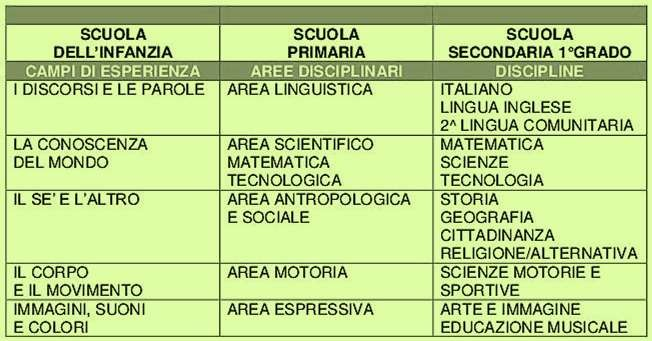 SCUOLA
DELL'INFANZIA
SCUOLA
PRIMARIA
SCUOLA
SECONDARIA 1°GRADO
CAMPI DI ESPERIENZA
AREE DISCIPLINARI
DISCIPLINE
I DISCORSI E LE PAROLE
AREA LINGUISTICA
ITALIANO
LINGUA INGLESE
2^ LINGUA COMUNITARIA
LA CONOSCENZA
DEL MONDO
AREA SCIENTIFICO
MATEMATICA
TECNOLOGICA
MATEMATICA
SCIENZE
TECNOLOGIA
IL SE' E L'ALTRO
AREA ANTROPOLOGICA
E SOCIALE
STORIA
GEOGRAFIA
CITTADINANZA
RELIGIONE/ALTERNATIVA
IL CORPO
E IL MOVIMENTO
AREA MOTORIA
SCIENZE MOTORIE E
SPORTIVE
IMMAGINI, SUONI
E COLORI
AREA ESPRESSIVA
ARTE E IMMAGINE
EDUCAZIONE MUSICALE